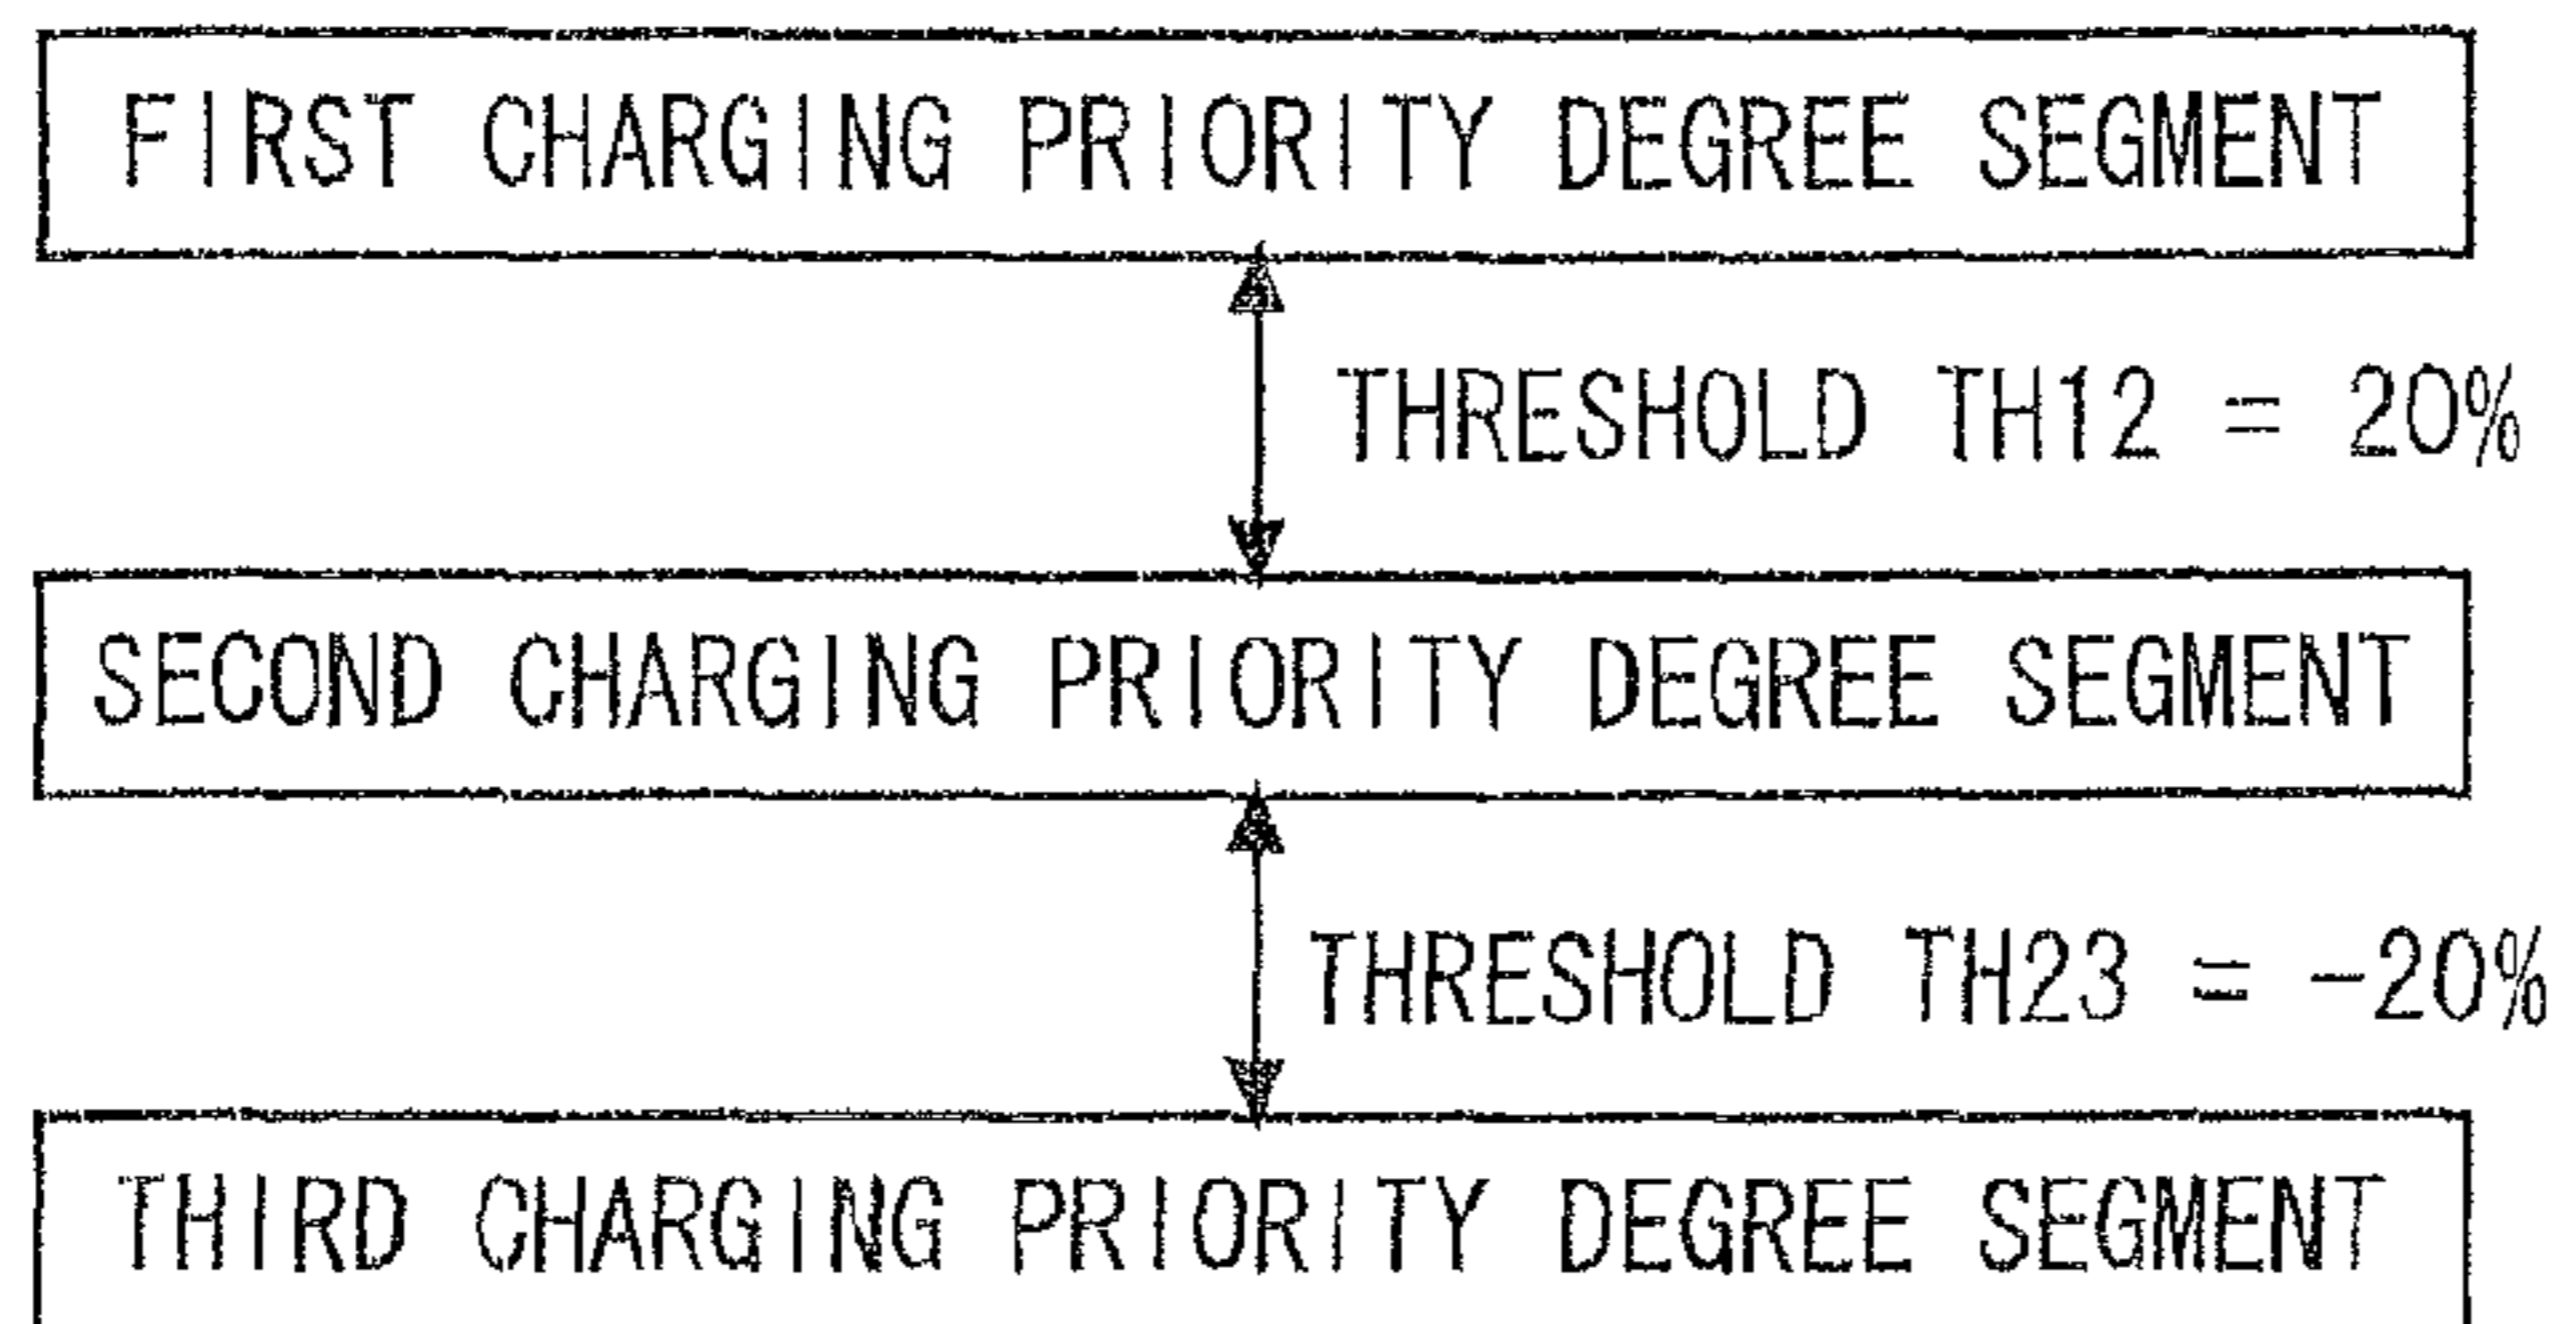 FIRST CHARGING PRIORITY DEGREE SEGMENT
THRESHOLD TH12 = 20%
SECOND CHARGING PRIORITY DEGREE SEGMENT
THRESHOLD TH23 = -20%
THIRD CHARGING PRIORITY DEGREE SEGMENT